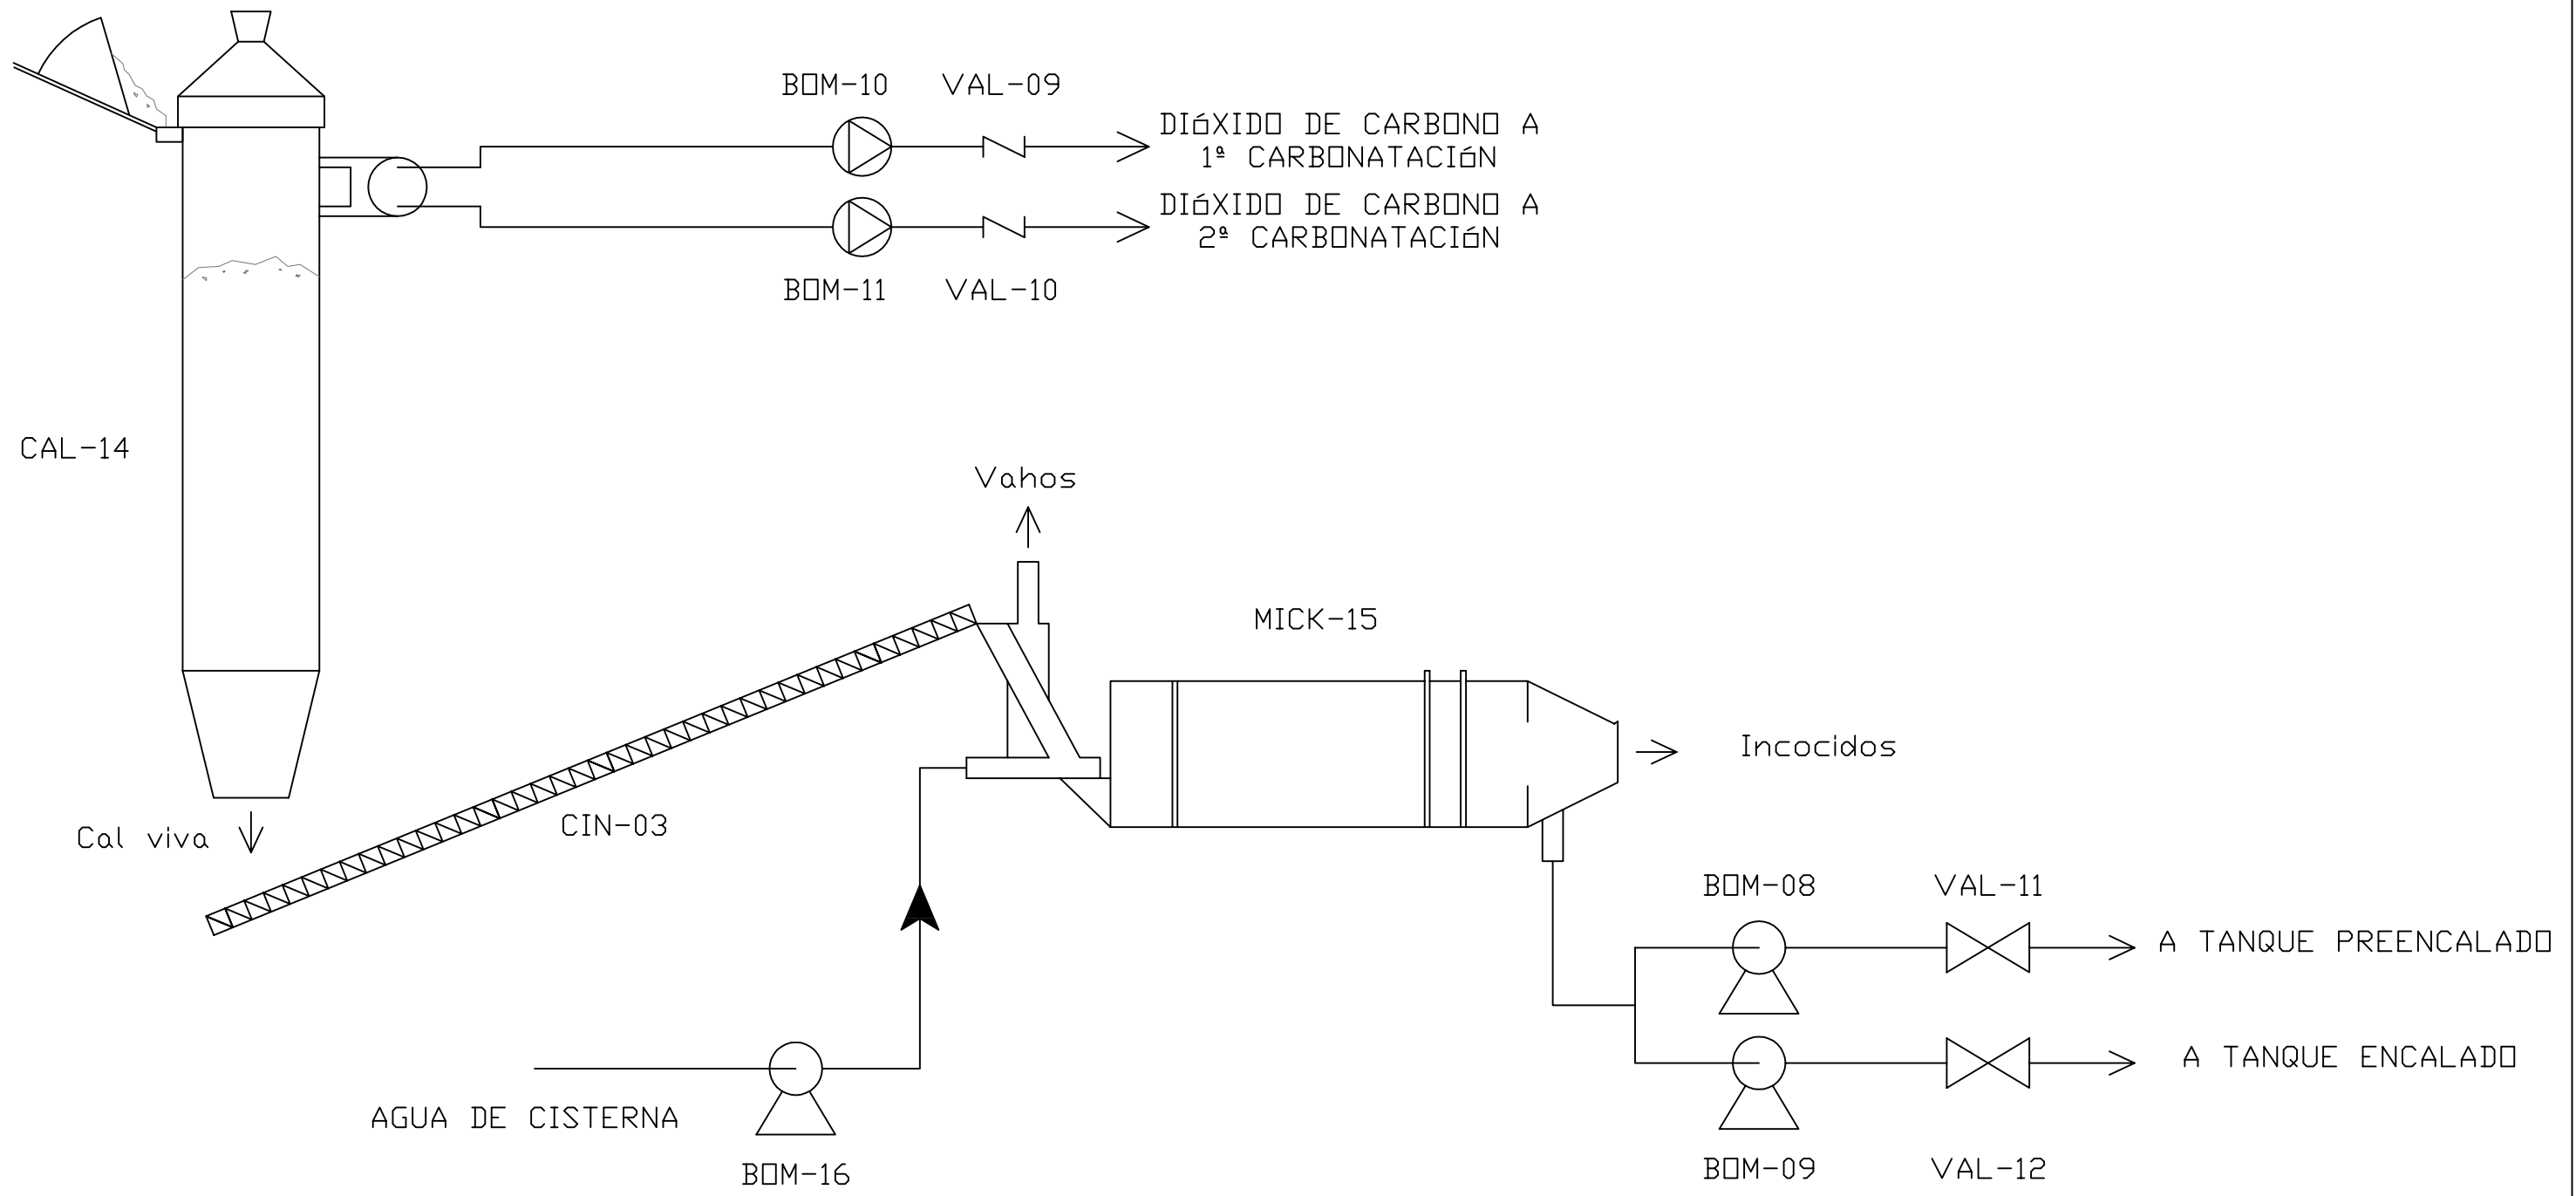 BOM-10
VAL-09
DIóXIDO DE CARBONO A
1ª CARBONATACIóN
DIóXIDO DE CARBONO A
2ª CARBONATACIóN
BOM-11
VAL-10
CAL-14
Vahos
MICK-15
Incocidos
CIN-03
Cal viva
BOM-08
VAL-11
A TANQUE PREENCALADO
A TANQUE ENCALADO
AGUA DE CISTERNA
BOM-16
BOM-09
VAL-12